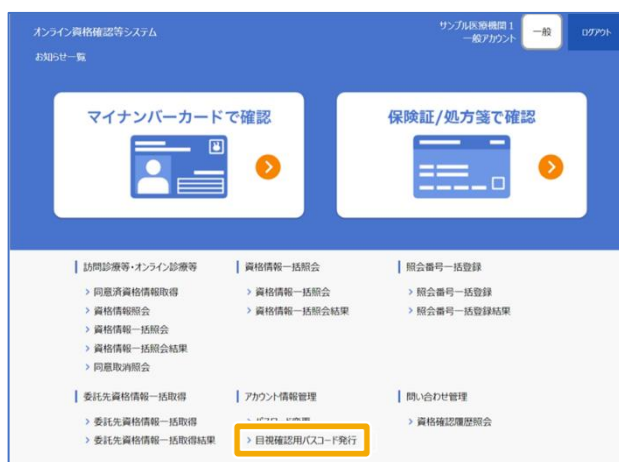 オンライン資格確認等システム
サンプル医療機関 1
一般アカウント
一般
ログアウト
お知らせ一覧
マイナンバーカードで確認
保険証/処方箋で確認
訪問診療等・オンライン診療等
同意済資格情報取得
資格情報照会
資格情報一括照会
資格情報一括照会結果
同意取消照会
資格情報一括照会
資格情報一括照会
資格情報一括照会結果
照会番号一括登録
照会番号一括登録
照会番号一括登録結果
委託先資格情報一括取得
委託先資格情報一括取得
委託先資格情報一括取得結果
アカウント情報管理
目視確認用パスコード発行
問い合わせ管理
資格確認履歴照会